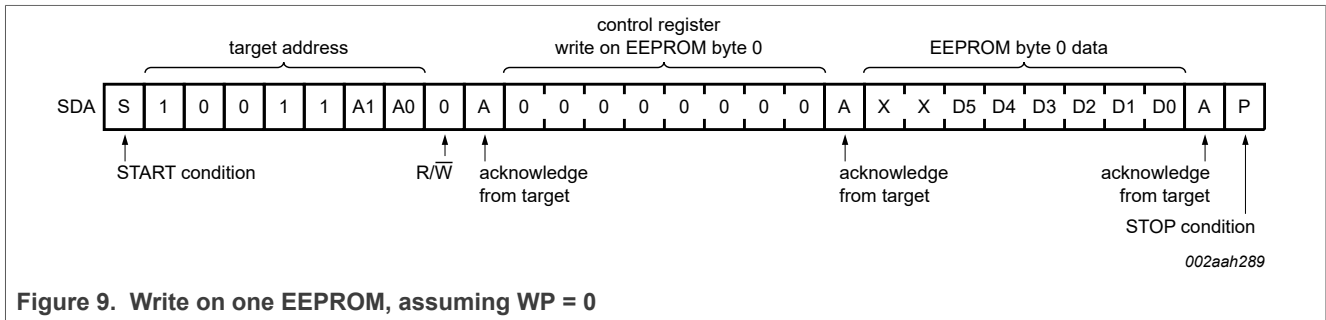 control register
target address write on EEPROM byte 0 EEPROM byte 0 data
SDA S 1 0 0 1 1 A1 A0 0 A 0 0 0 0 0 0 0 0 A X X D5 D4 D3 D2 D1 D0 A P
START condition R/W̅ acknowledge from target acknowledge from target acknowledge from target
STOP condition
002aah289
Figure 9. Write on one EEPROM, assuming WP = 0